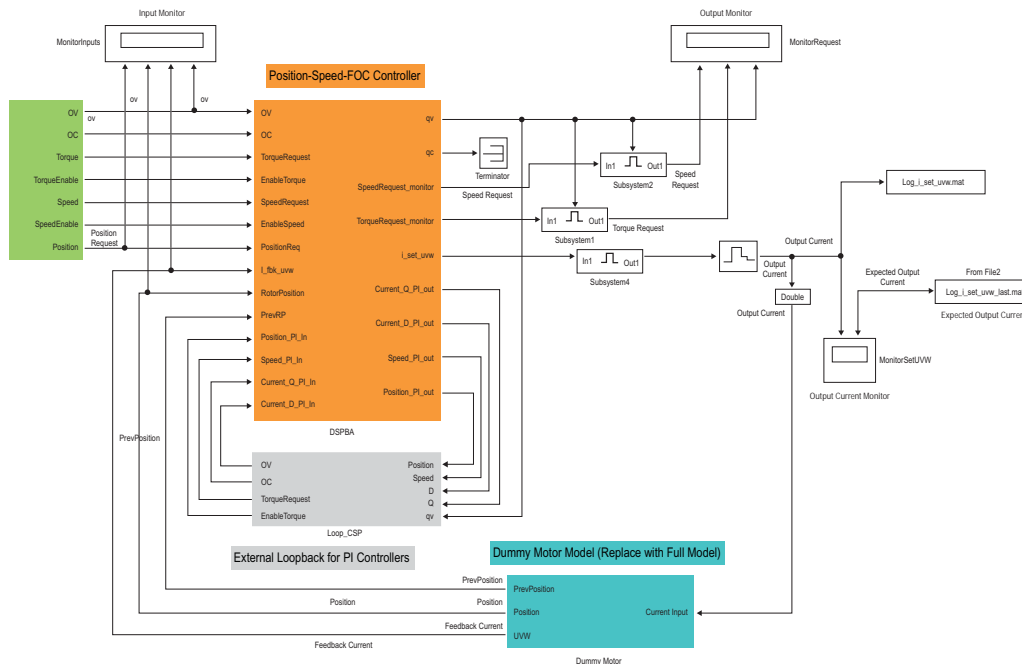 Input Monitor
MonitorInputs
Output Monitor
MonitorRequest
Position-Speed-FOC Controller
ov
ov
ov
OV
OC
Torque
TorqueEnable
Speed
SpeedEnable
Position
Position
Request
OV
OC
TorqueRequest
EnableTorque
SpeedRequest
EnableSpeed
PositionReq
I_fbk_uvw
RotorPosition
PrevRP
Position_PI_In
Speed_PI_In
Current_Q_PI_In
Current_D_PI_In
qv
qc
SpeedRequest_monitor
TorqueRequest_monitor
i_set_uvw
Current_Q_PI_out
Current_D_PI_out
Speed_PI_out
Position_PI_out
DSPBA
Terminator
Speed Request
In1
Out1
Subsystem2
Speed
Request
In1
Out1
Subsystem1
Torque Request
In1
Out1
Subsystem4
Output
Current
Output Current
Log_i_set_uvw.mat
Double
Output Current
Expected Output
Current
From File2
Log_i_set_uvw_last.ma
Expected Output Curren
MonitorSetUVW
Output Current Monitor
PrevPosition
OV
OC
TorqueRequest
EnableTorque
Position
Speed
D
Q
qv
Loop_CSP
External Loopback for PI Controllers
Dummy Motor Model (Replace with Full Model)
PrevPosition
Position
Position
Feedback Current
Feedback Current
PrevPosition
Position
UVW
Current Input
Dummy Motor